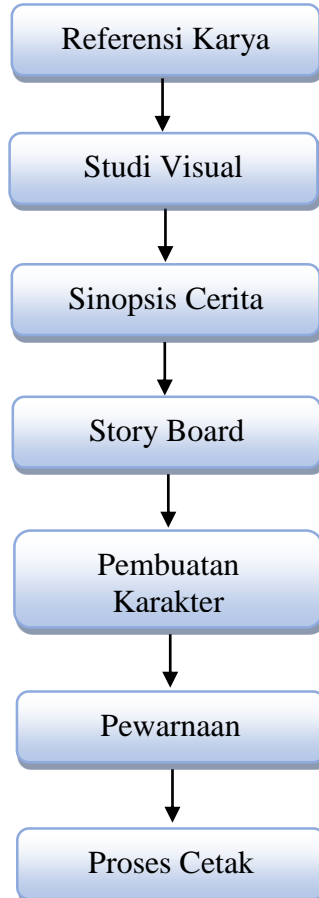 Referensi Karya
Studi Visual
Sinopsis Cerita
Story Board
Pembuatan
Karakter
Pewarnaan
Proses Cetak